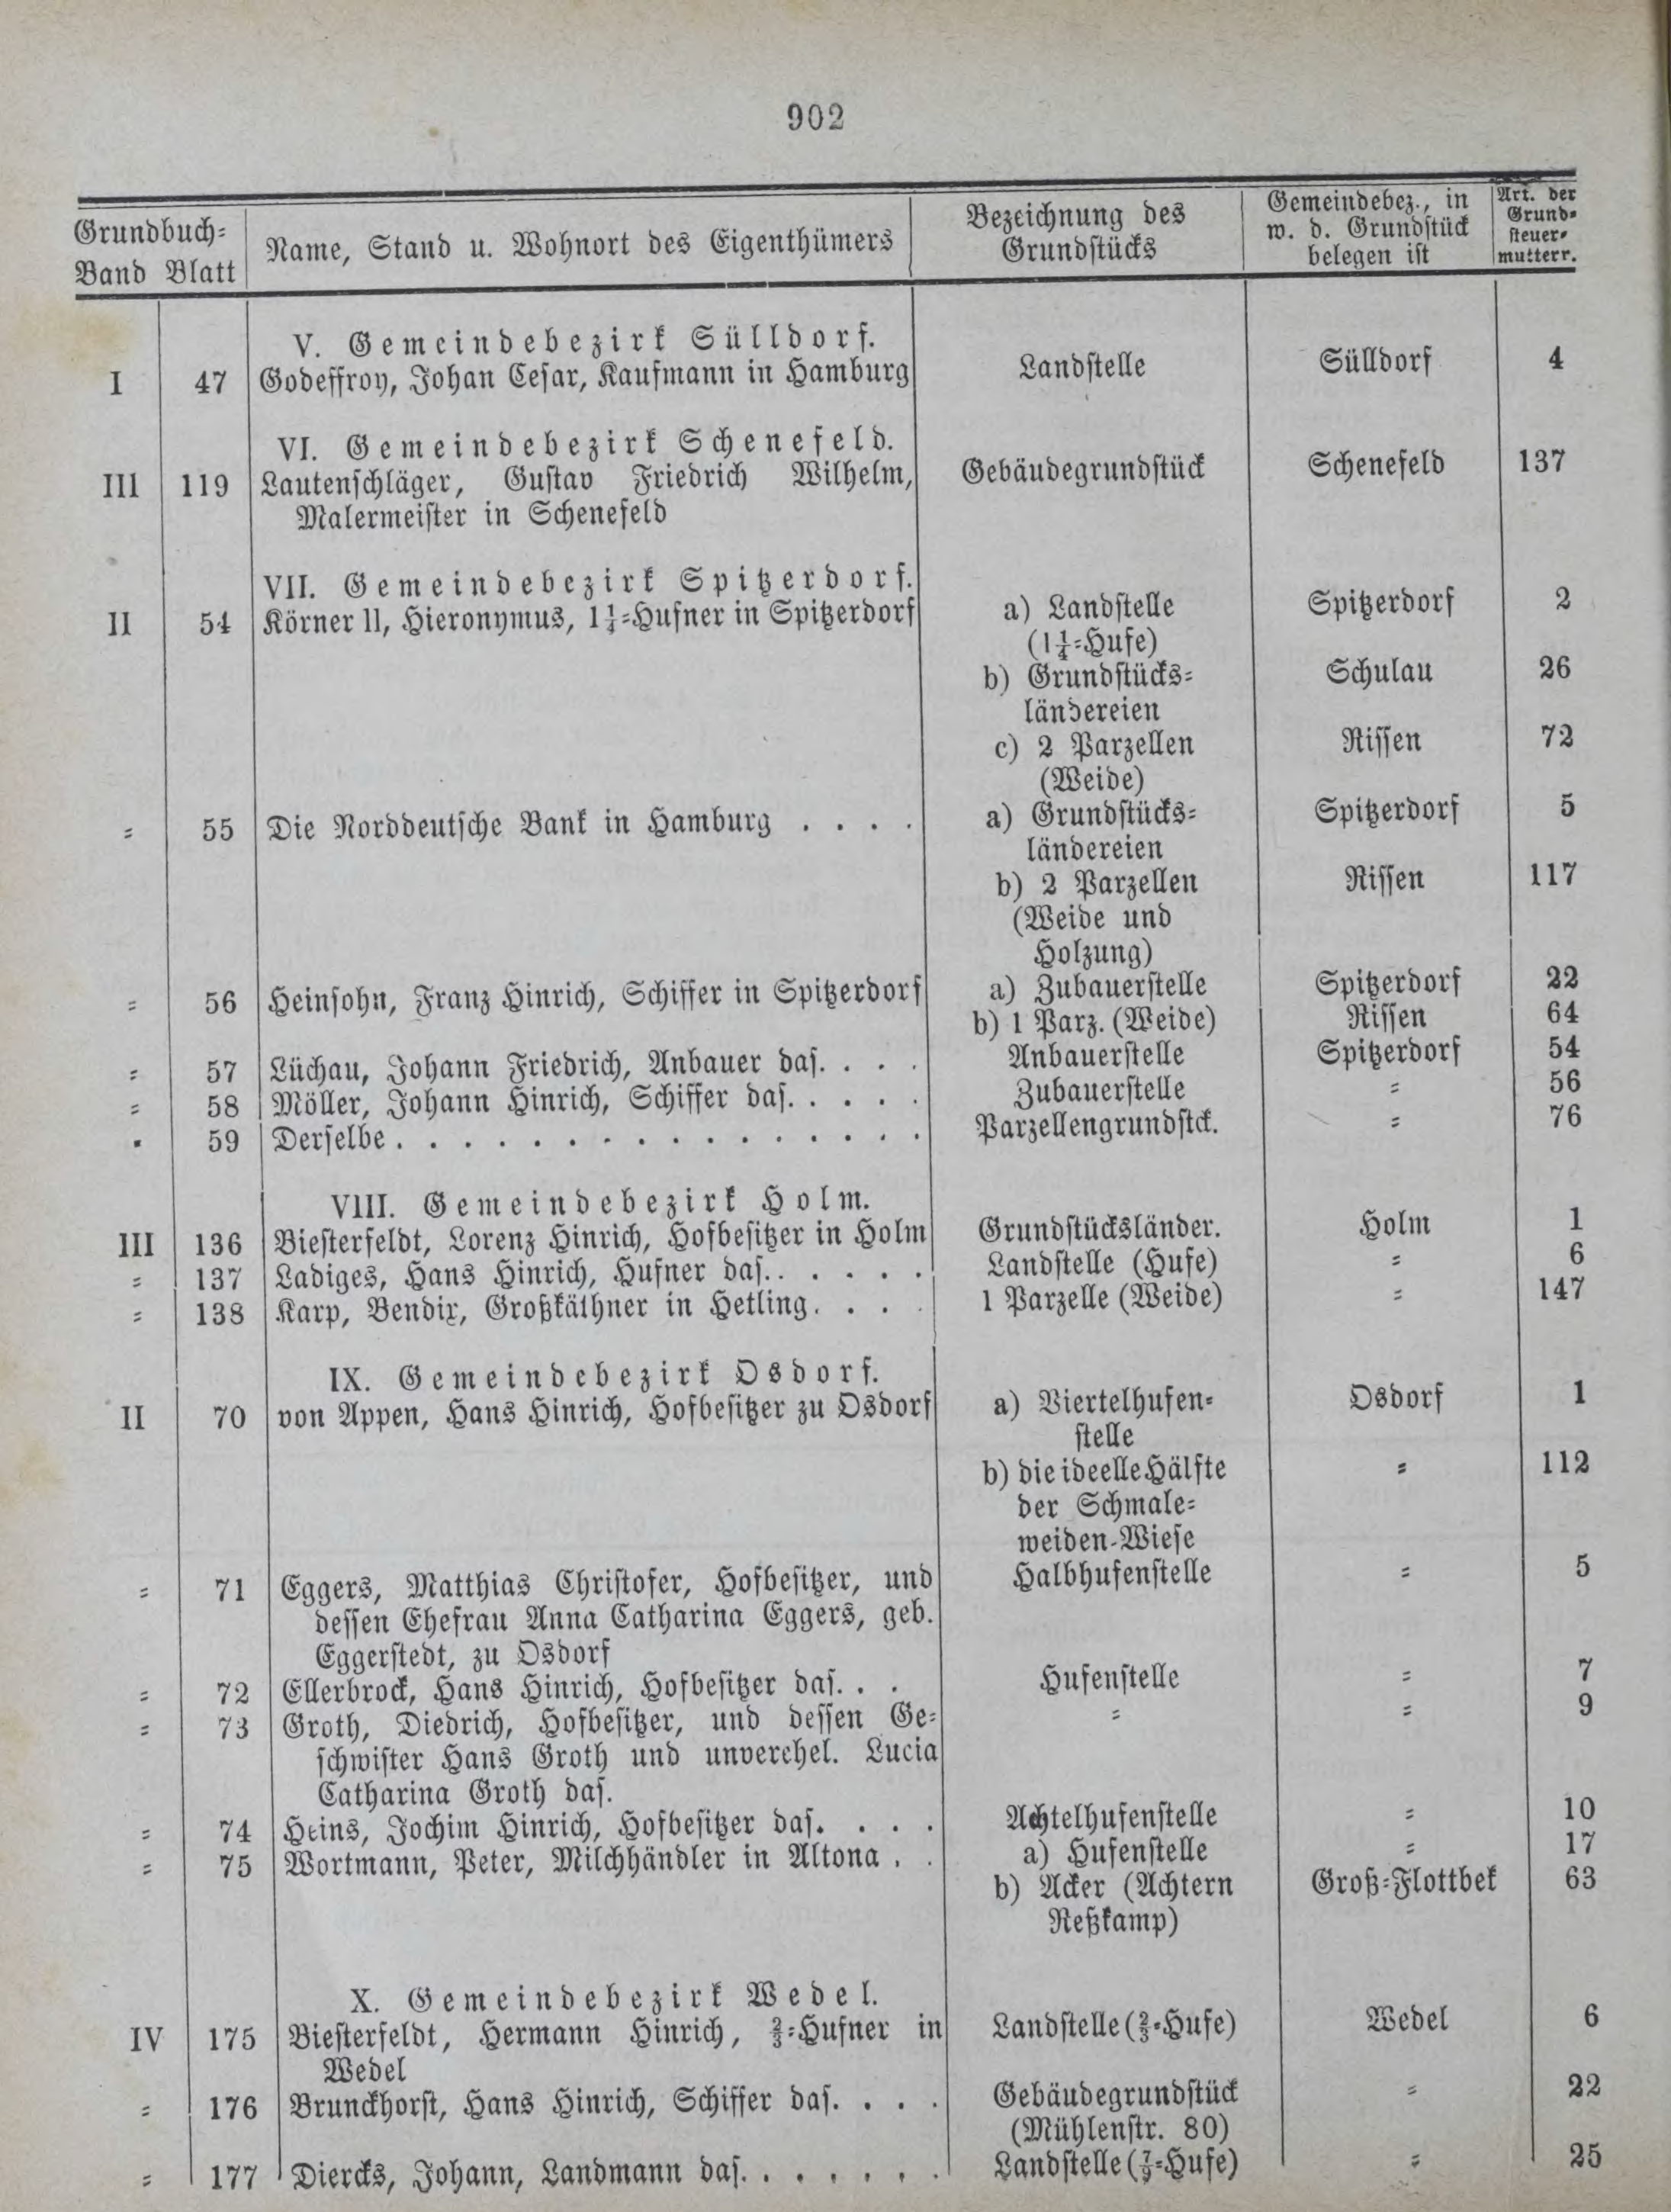 902
Grundbuch= Band Blatt | Name, Stand u. Wohnort des Eigenthümers | Bezeichnung des Grundstücks | Gemeindebez., in w. d. Grundstück belegen ist | Art. der Grund= steuer= mutterr.
V. Gemeindebezirk Sülldorf.
I 47 Godeffroy, Johan Cesar, Kaufmann in Hamburg Landstelle Sülldorf 4
VI. Gemeindebezirk Schenefeld.
III 119 Lautenschläger, Gustav Friedrich Wilhelm, Gebäudegrundstück Schenefeld 137
Malermeister in Schenefeld
VII. Gemeindebezirk Spitzerdorf.
II 54 Körner II, Hieronymus, 1¼=Hufner in Spitzerdorf a) Landstelle Spitzerdorf 2
(1¼=Hufe)
b) Grundstücks= Schulau 26
ländereien
c) 2 Parzellen Rissen 72
(Weide)
= 55 Die Norddeutsche Bank in Hamburg . . . . a) Grundstücks= Spitzerdorf 5
ländereien
b) 2 Parzellen Rissen 117
(Weide und
Holzung)
= 56 Heinsohn, Franz Hinrich, Schiffer in Spitzerdorf a) Zubauerstelle Spitzerdorf 22
b) 1 Parz. (Weide) Rissen 64
= 57 Lüchau, Johann Friedrich, Anbauer das. . . . Anbauerstelle Spitzerdorf 54
= 58 Möller, Johann Hinrich, Schiffer das. . . . . Zubauerstelle = 56
= 59 Derselbe . . . . . . . . . . . . . . . . Parzellengrundstck. = 76
VIII. Gemeindebezirk Holm.
III 136 Biesterfeldt, Lorenz Hinrich, Hofbesitzer in Holm Grundstücksländer. Holm 1
= 137 Ladiges, Hans Hinrich, Hufner das. . . . . . Landstelle (Hufe) = 6
= 138 Karp, Bendix, Großkäthner in Hetling. . . . 1 Parzelle (Weide) = 147
IX. Gemeindebezirk Osdorf.
II 70 von Appen, Hans Hinrich, Hofbesitzer zu Osdorf a) Viertelhufen= Osdorf 1
stelle
b) die ideelle Hälfte = 112
der Schmale=
weiden-Wiese
= 71 Eggers, Matthias Christofer, Hofbesitzer, und Halbhufenstelle = 5
dessen Ehefrau Anna Catharina Eggers, geb.
Eggerstedt, zu Osdorf
= 72 Ellerbrock, Hans Hinrich, Hofbesitzer das. . . Hufenstelle = 7
= 73 Groth, Diedrich, Hofbesitzer, und dessen Ge= = = 9
schwister Hans Groth und unverehel. Lucia
Catharina Groth das.
= 74 Heins, Jochim Hinrich, Hofbesitzer das. . . . Achtelhufenstelle = 10
= 75 Wortmann, Peter, Milchhändler in Altona . . a) Hufenstelle = 17
b) Acker (Achtern Groß=Flottbek 63
Reßkamp)
X. Gemeindebezirk Wedel.
IV 175 Biesterfeldt, Hermann Hinrich, ⅔=Hufner in Landstelle (⅔=Hufe) Wedel 6
Wedel
= 176 Brunckhorst, Hans Hinrich, Schiffer das. . . . Gebäudegrundstück = 22
(Mühlenstr. 80)
= 177 Diercks, Johann, Landmann das. . . . . . . Landstelle (7/9=Hufe) = 25